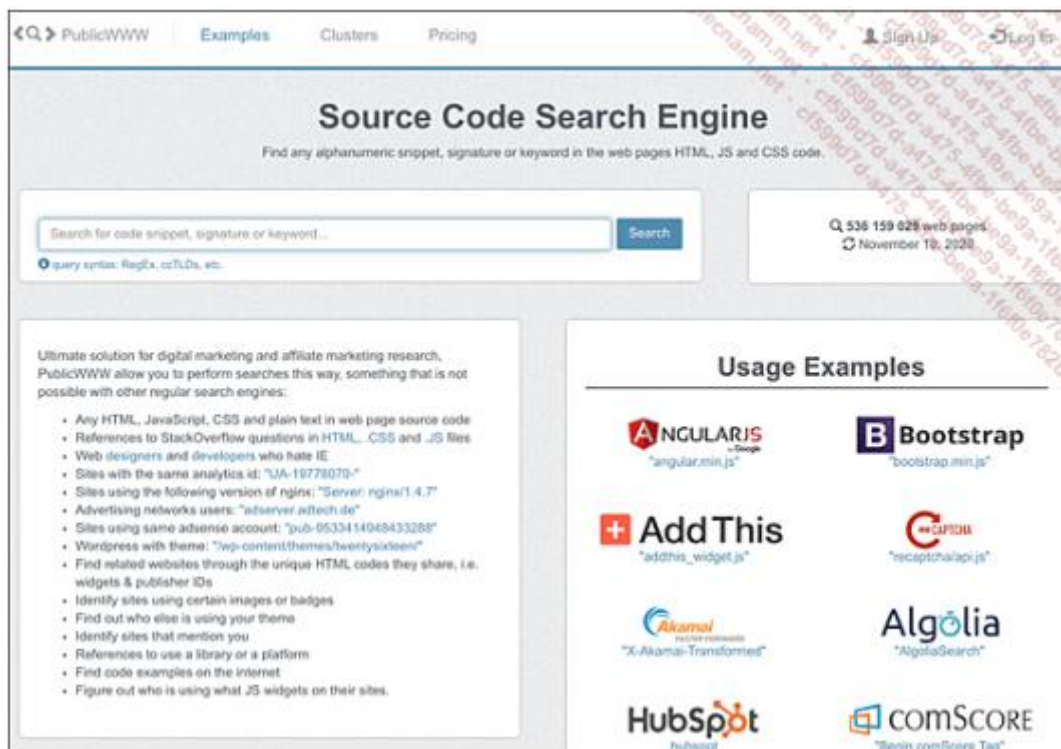 PublicWWW Examples Clusters Pricing Sign Up Log In
Source Code Search Engine
Find any alphanumeric snippet, signature or keyword in the web pages HTML, JS and CSS code.
Search for code snippet, signature or keyword... Search
query syntax: RegEx, ccTLDs, etc.
536 159 029 web pages
November 10, 2020
Ultimate solution for digital marketing and affiliate marketing research,
PublicWWW allow you to perform searches this way, something that is not
possible with other regular search engines:
Any HTML, JavaScript, CSS and plain text in web page source code
References to StackOverflow questions in HTML, .CSS and .JS files
Web designers and developers who hate IE
Sites with the same analytics id: "UA-19778070-"
Sites using the following version of nginx: "Server: nginx/1.4.7"
Advertising networks users: "adserver.adtech.de"
Sites using same adsense account: "pub-9533414948433288"
Wordpress with theme: "/wp-content/themes/twentysixteen/"
Find related websites through the unique HTML codes they share, i.e.
widgets & publisher IDs
Identify sites using certain images or badges
Find out who else is using your theme
Identify sites that mention you
References to use a library or a platform
Find code examples on the internet
Figure out who is using what JS widgets on their sites.
Usage Examples
ANGULARJS by Google
"angular.min.js"
B Bootstrap
"bootstrap.min.js"
AddThis
"addthis_widget.js"
CAPTCHA
"recaptcha/api.js"
Akamai
"X-Akamai-Transformed"
Algolia
"AlgoliaSearch"
HubSpot
hubspot
comSCORE
"Begin comScore Tag"